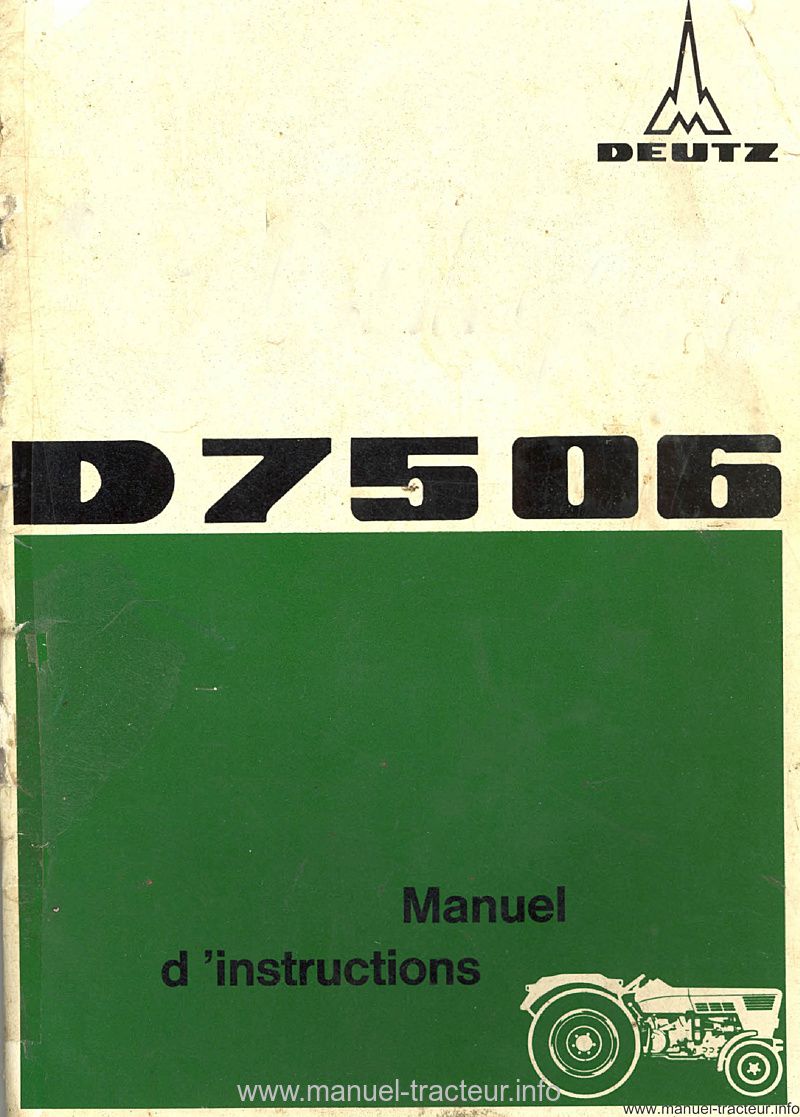 DEUTZ
D 7506
Manuel
d 'instructions
www.manuel-tracteur.info
www.manuel-tracteur.info